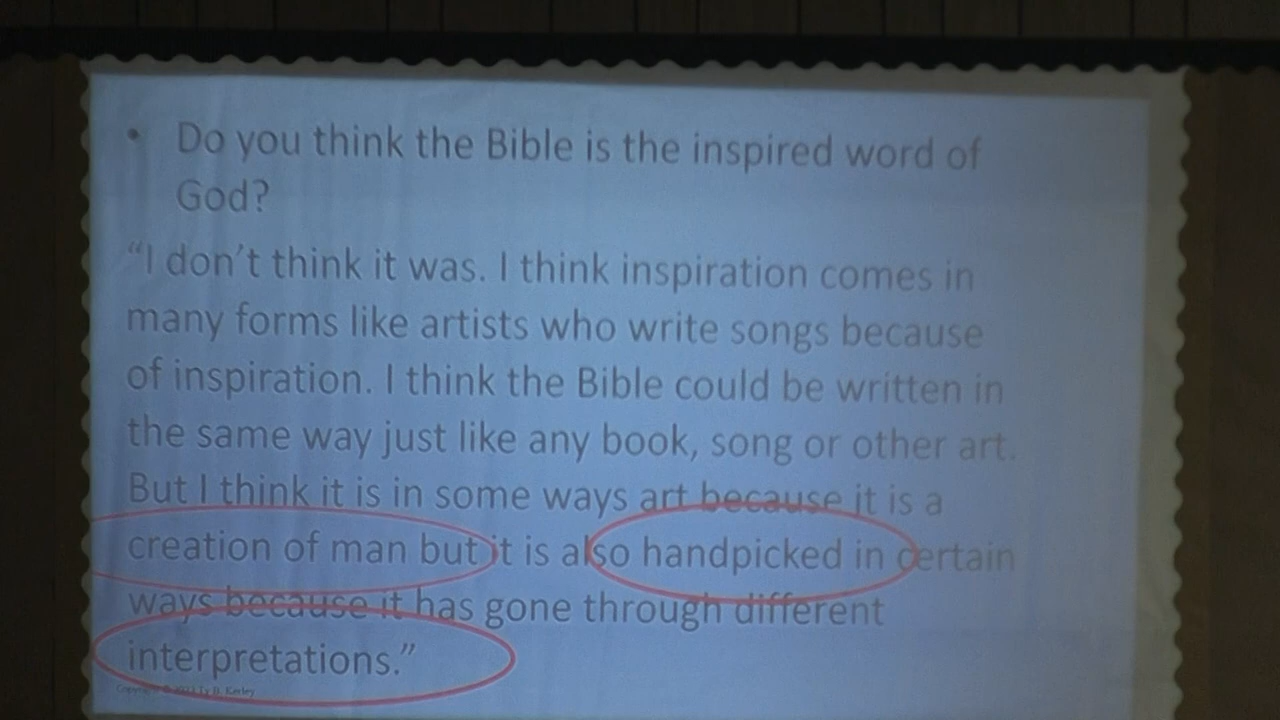 • Do you think the Bible is the inspired word of
God?
“I don’t think it was. I think inspiration comes in
many forms like artists who write songs because
of inspiration. I think the Bible could be written in
the same way just like any book, song or other art.
But I think it is in some ways art because it is a
creation of man but it is also handpicked in certain
ways because it has gone through different
interpretations.”
Copyright © Ty B. Kerley